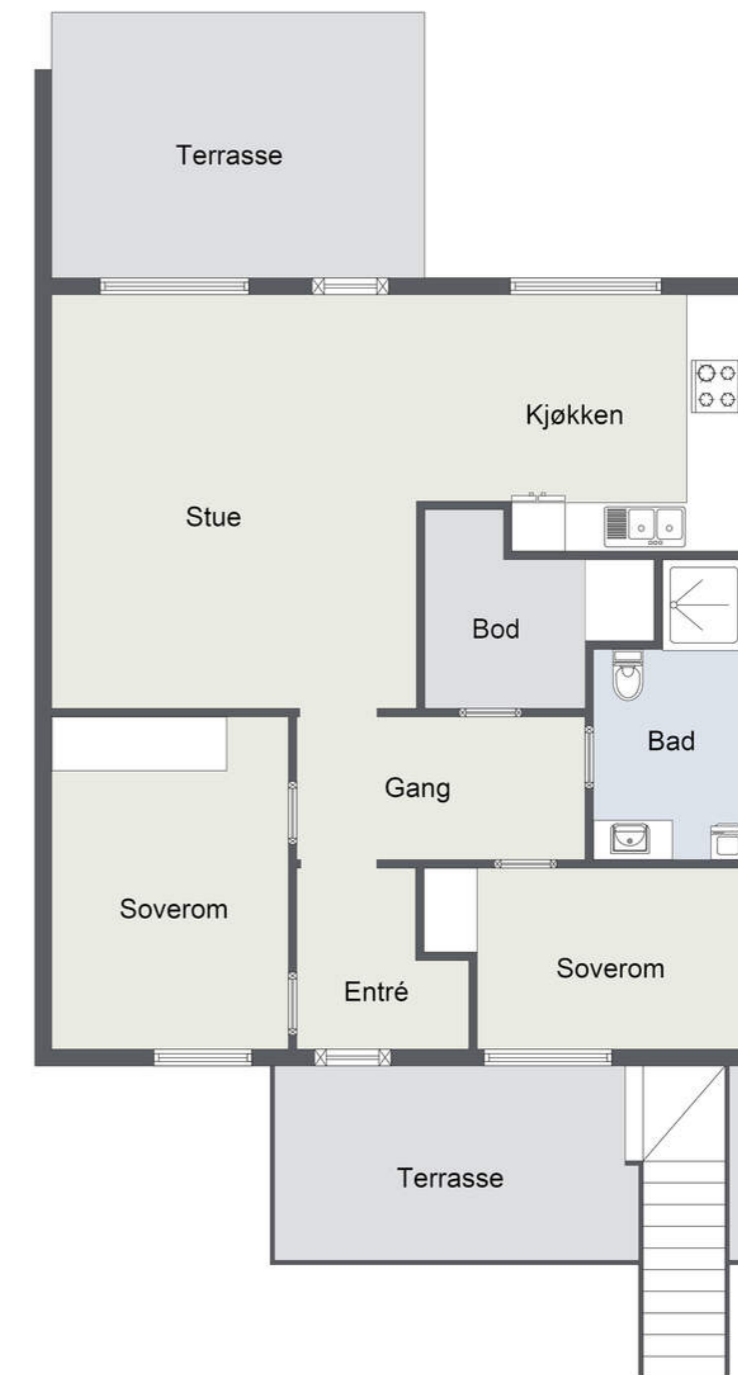 Terrasse
Kjøkken
Stue
Bod
Bad
Gang
Soverom
Soverom
Entré
Terrasse